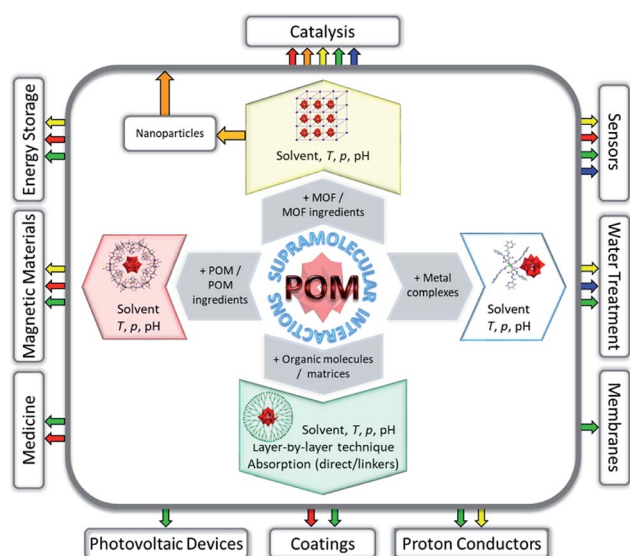 Catalysis
Energy Storage
Nanoparticles
Solvent, T, p, pH
Sensors
+ MOF /
MOF ingredients
Magnetic Materials
+ POM /
POM
ingredients
SUPRAMOLECULAR INTERACTIONS
POM
+ Metal
complexes
Solvent
T, p, pH
Solvent
T, p, pH
Water Treatment
+ Organic molecules
/ matrices
Medicine
Solvent, T, p, pH
Layer-by-layer technique
Absorption (direct/linkers)
Membranes
Photovoltaic Devices
Coatings
Proton Conductors